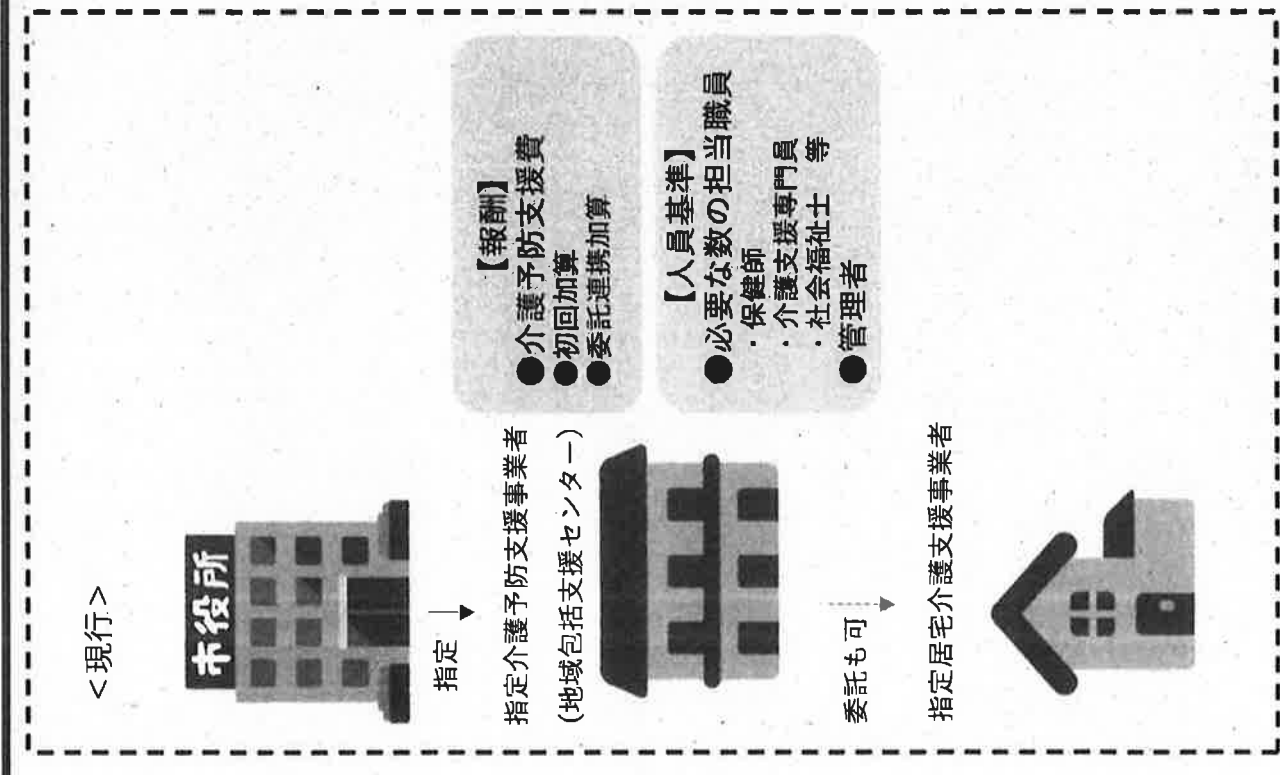 ＜現行＞
市役所
指定
指定介護予防支援事業者
(地域包括支援センター)
【報酬】
●介護予防支援費
●初回加算
●委託連携加算
【人員基準】
●必要な数の担当職員
・保健師
・介護支援専門員
・社会福祉士　等
●管理者
委託も可
指定居宅介護支援事業者